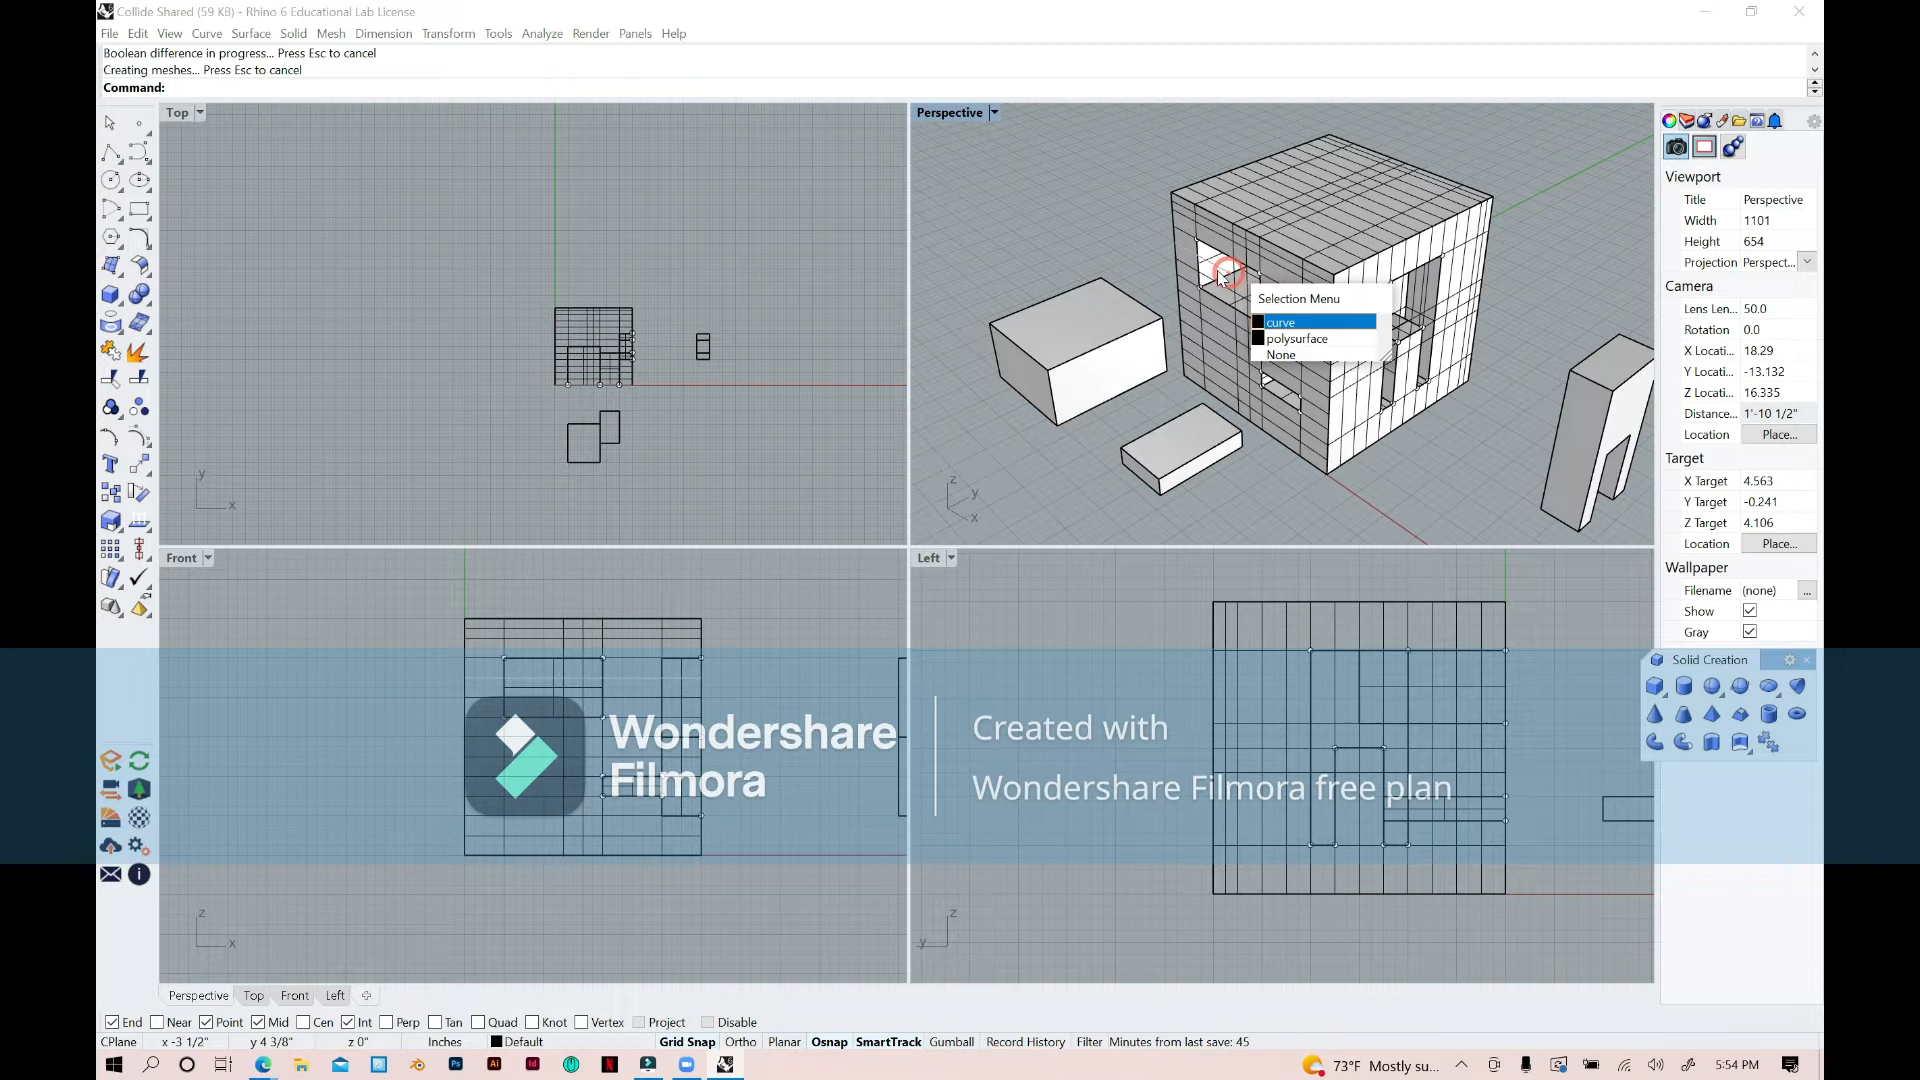 Collide Shared (59 KB) - Rhino 6 Educational Lab License
File Edit View Curve Surface Solid Mesh Dimension Transform Tools Analyze Render Panels Help
Boolean difference in progress... Press Esc to cancel
Creating meshes... Press Esc to cancel
Command:
Top
Perspective
Viewport
Title Perspective
Width 1101
Height 654
Projection Perspect...
Camera
Lens Len... 50.0
Rotation 0.0
X Locati... 18.29
Y Locati... -13.132
Z Locati... 16.335
Distance... 1'-10 1/2"
Location Place...
Target
X Target 4.563
Y Target -0.241
Z Target 4.106
Location Place...
Wallpaper
Filename (none) ...
Show
Gray
Selection Menu
curve
polysurface
None
y
x
z
y
x
Front
Left
Solid Creation
Wondershare
Filmora
Created with
Wondershare Filmora free plan
z
x
z
y
Perspective Top Front Left
End Near Point Mid Cen Int Perp Tan Quad Knot Vertex Project Disable
CPlane x -3 1/2" y 4 3/8" z 0" Inches Default Grid Snap Ortho Planar Osnap SmartTrack Gumball Record History Filter Minutes from last save: 45
73°F Mostly su... 5:54 PM